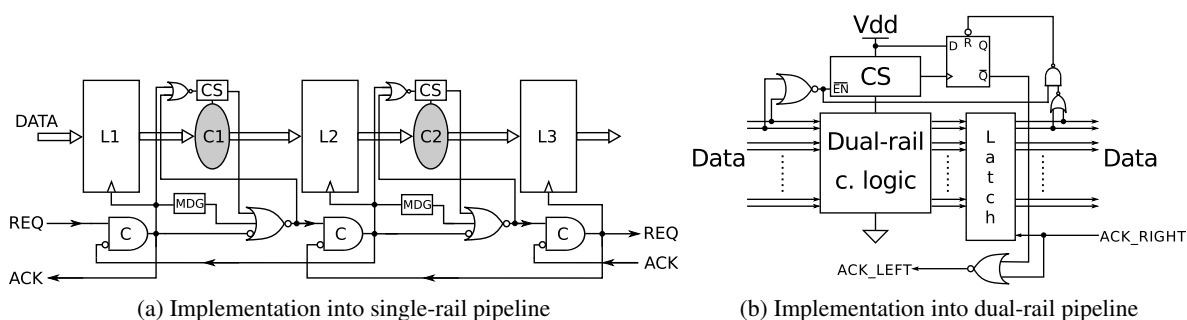 DATA
L1
CS
C1
L2
CS
C2
L3
REQ
C
MDG
C
MDG
C
REQ
ACK
ACK
(a) Implementation into single-rail pipeline
Vdd
CS
EN
D R Q
Q
Data
Dual-rail
c. logic
L
a
t
c
h
Data
ACK_RIGHT
ACK_LEFT
(b) Implementation into dual-rail pipeline